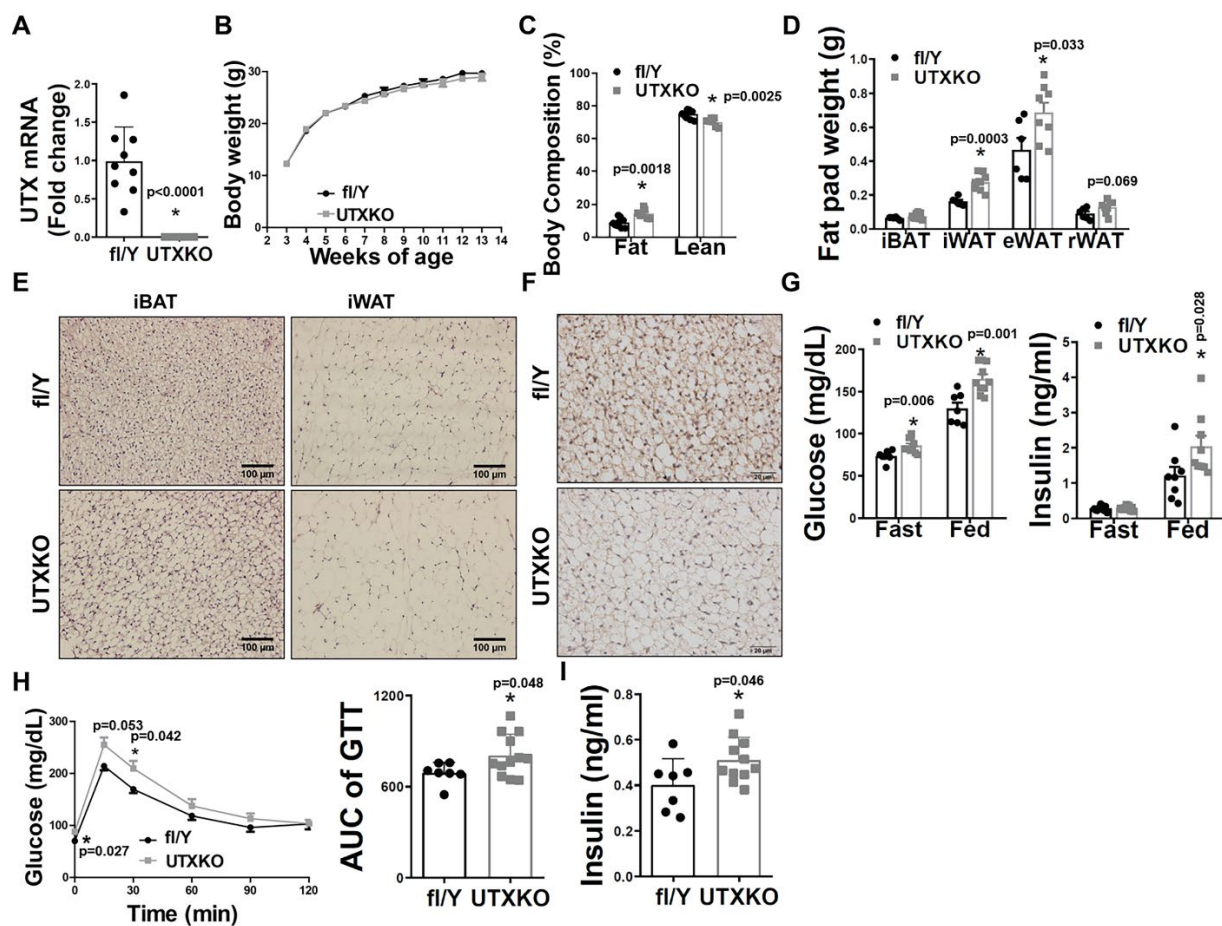 A
UTX mRNA
(Fold change)
2.0
1.5
1.0
0.5
0.0
p<0.0001
*
fl/Y UTXKO
B
Body weight (g)
30
20
10
0
fl/Y
UTXKO
2 3 4 5 6 7 8 9 10 11 12 13 14
Weeks of age
C
Body Composition (%)
100
80
60
40
20
0
fl/Y
UTXKO
* p=0.0025
p=0.0018
*
Fat Lean
D
Fat pad weight (g)
1.2
1.0
0.8
0.6
0.4
0.2
0.0
fl/Y
UTXKO
p=0.033
*
p=0.0003
*
p=0.069
iBAT iWAT eWAT rWAT
E
iBAT iWAT
fl/Y
100 µm 100 µm
UTXKO
100 µm 100 µm
F
fl/Y
20 µm
UTXKO
20 µm
G
Glucose (mg/dL)
200
150
100
50
0
fl/Y
UTXKO
p=0.001
*
p=0.006
*
Fast Fed
Insulin (ng/ml)
5
4
3
2
1
0
fl/Y
UTXKO
* p=0.028
Fast Fed
H
Glucose (mg/dL)
300
200
100
0
p=0.053
p=0.042
*
*
p=0.027
fl/Y
UTXKO
0 30 60 90 120
Time (min)
AUC of GTT
1200
600
0
p=0.048
*
fl/Y UTXKO
I
Insulin (ng/ml)
0.8
0.6
0.4
0.2
0.0
p=0.046
*
fl/Y UTXKO